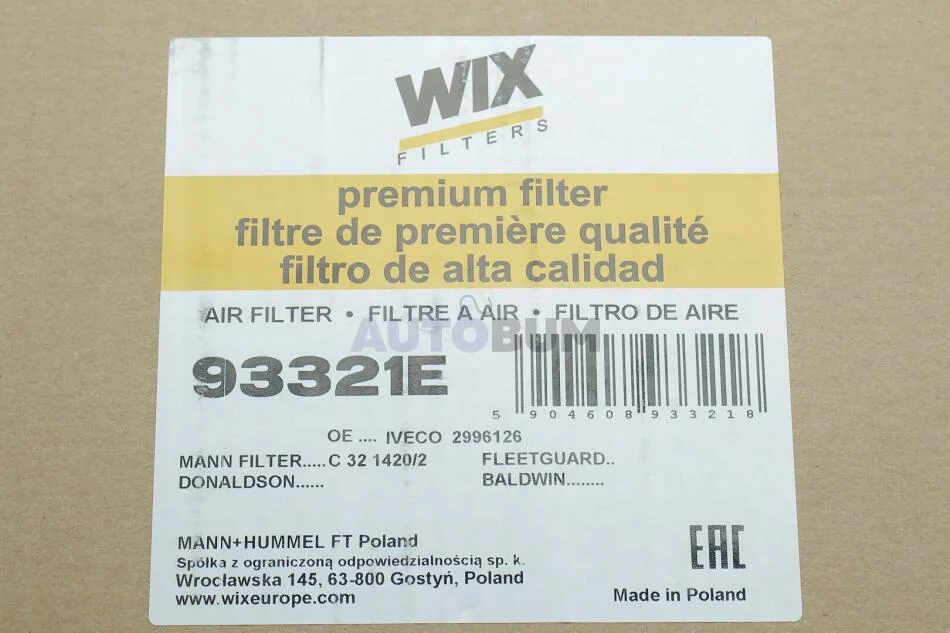 WIX
FILTERS
premium filter
filtre de première qualité
filtro de alta calidad
AIR FILTER • FILTRE A AIR • FILTRO DE AIRE
AUTOBUM
93321E
5 904608 933218
OE .... IVECO 2996126
MANN FILTER.....C 32 1420/2 FLEETGUARD..
DONALDSON...... BALDWIN........
MANN+HUMMEL FT Poland
Spółka z ograniczoną odpowiedzialnością sp. k.
Wrocławska 145, 63-800 Gostyń, Poland
www.wixeurope.com
EAC
Made in Poland